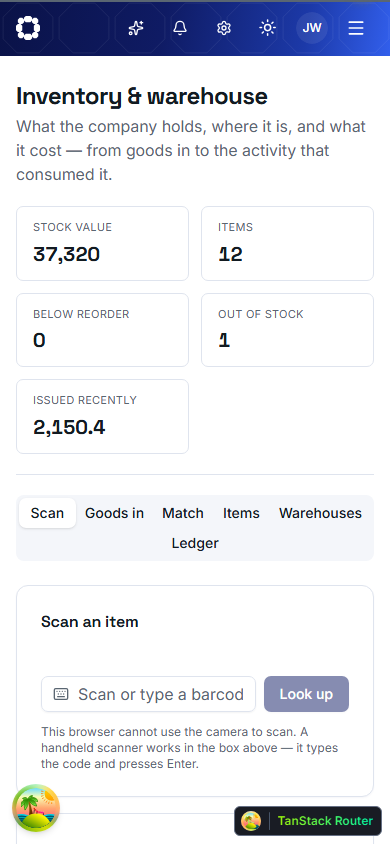 JW
Inventory & warehouse
What the company holds, where it is, and what
it cost — from goods in to the activity that
consumed it.
STOCK VALUE
37,320
ITEMS
12
BELOW REORDER
0
OUT OF STOCK
1
ISSUED RECENTLY
2,150.4
Scan Goods in Match Items Warehouses
Ledger
Scan an item
Scan or type a barcod
Look up
This browser cannot use the camera to scan. A
handheld scanner works in the box above — it types
the code and presses Enter.
TanStack Router